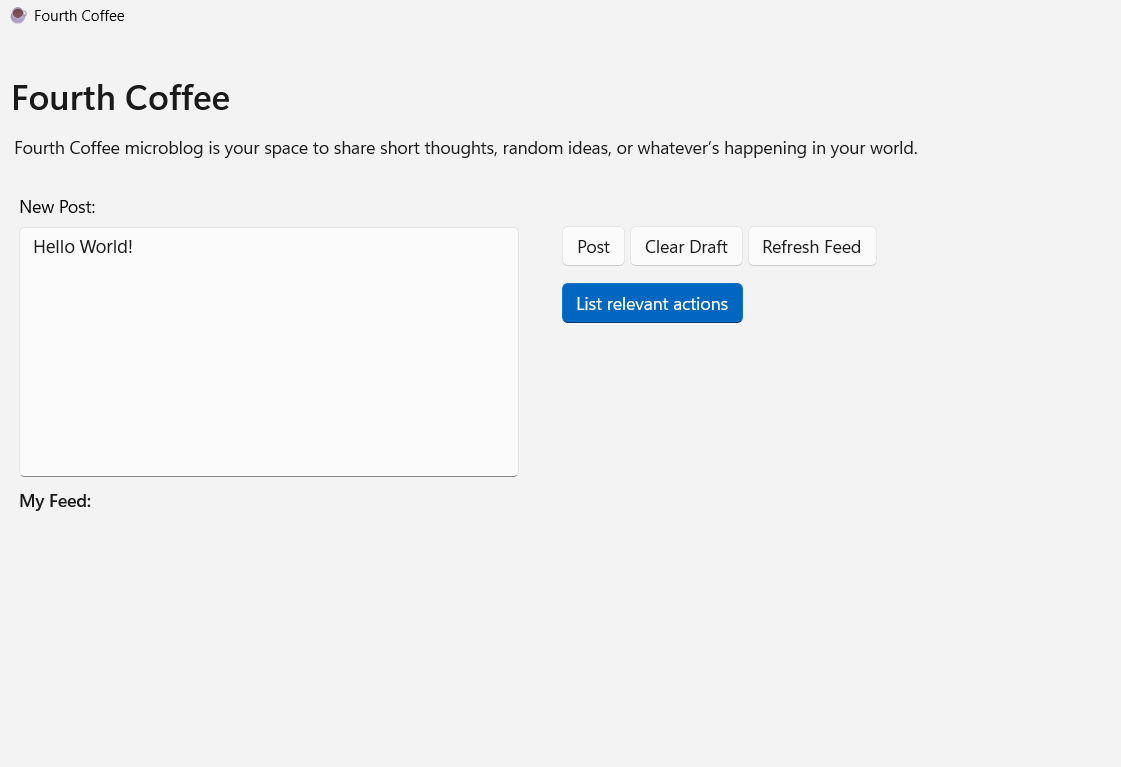 Fourth Coffee
Fourth Coffee
Fourth Coffee microblog is your space to share short thoughts, random ideas, or whatever’s happening in your world.
New Post:
Hello World!
Post Clear Draft Refresh Feed
List relevant actions
My Feed: